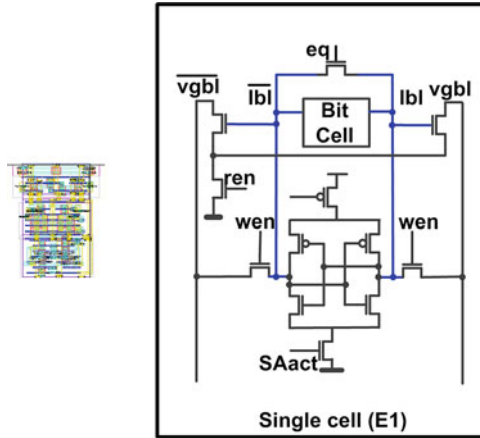 eq
vgbl
lbl
lbl
vgbl
Bit
Cell
ren
wen
wen
SAact
Single cell (E1)